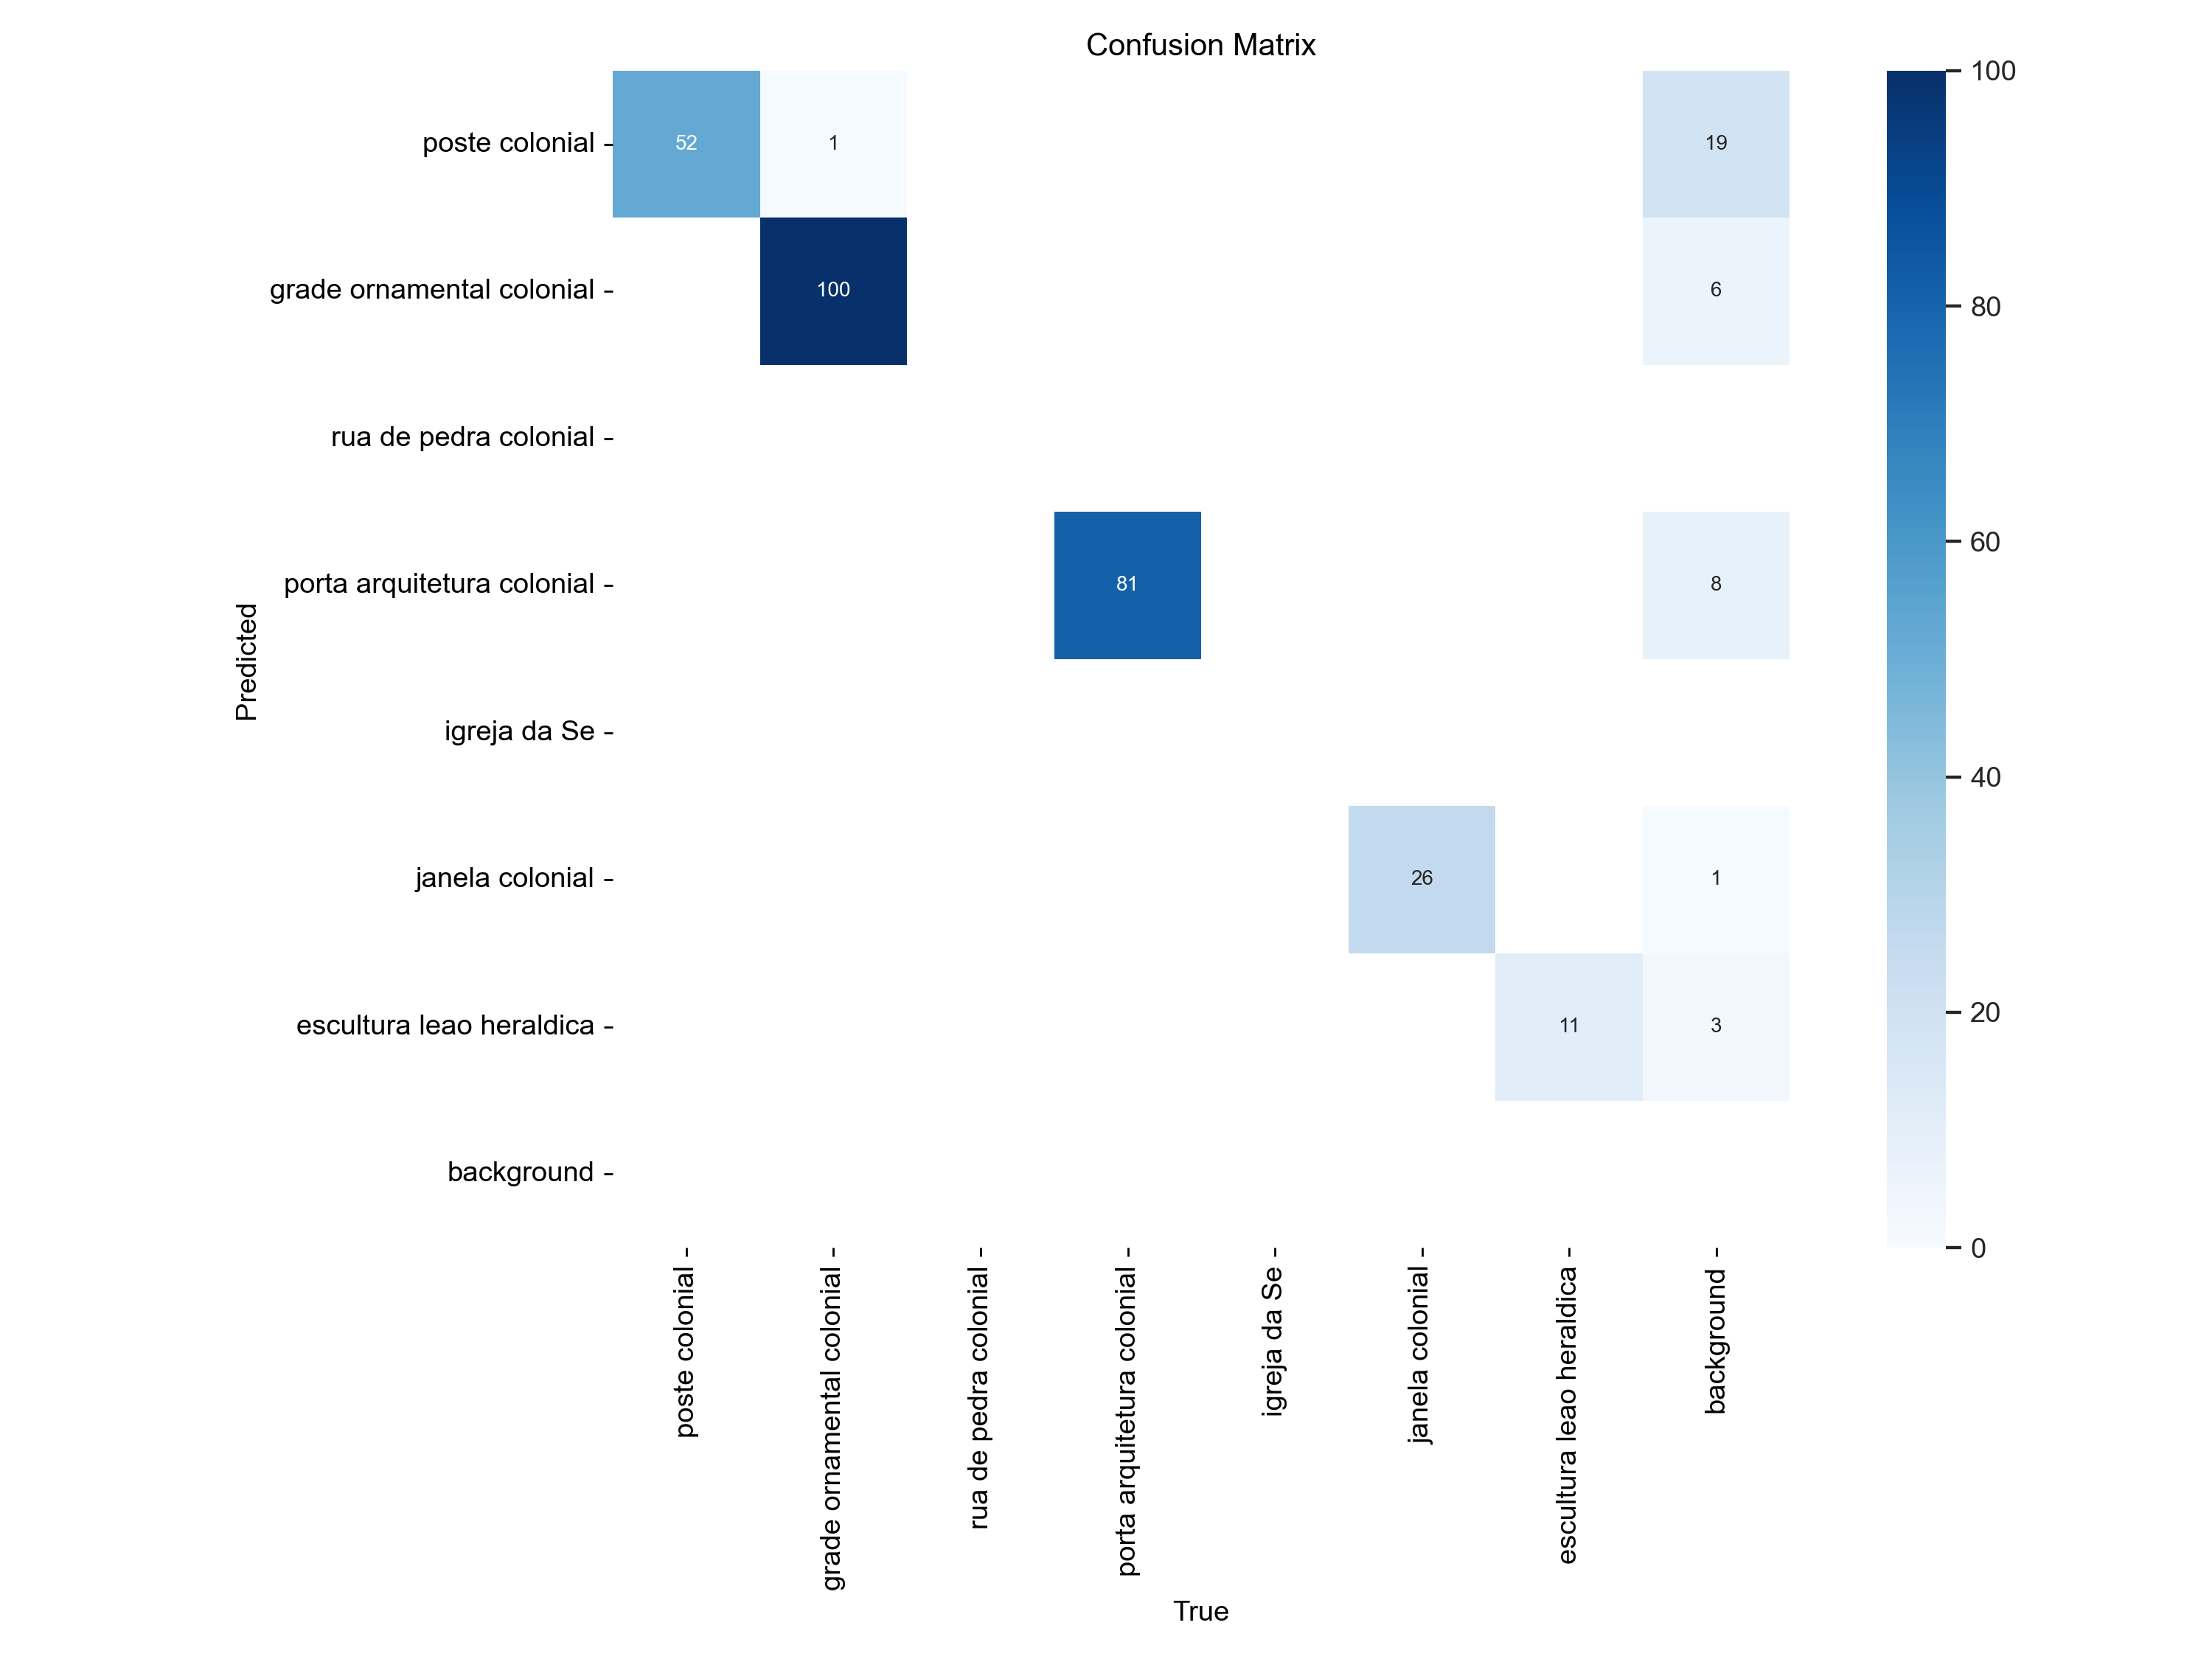 Confusion Matrix
poste colonial
52
1
19
grade ornamental colonial
100
6
rua de pedra colonial
porta arquitetura colonial
81
8
igreja da Se
janela colonial
26
1
escultura leao heraldica
11
3
background
Predicted
poste colonial
grade ornamental colonial
rua de pedra colonial
porta arquitetura colonial
igreja da Se
janela colonial
escultura leao heraldica
background
True
100
80
60
40
20
0